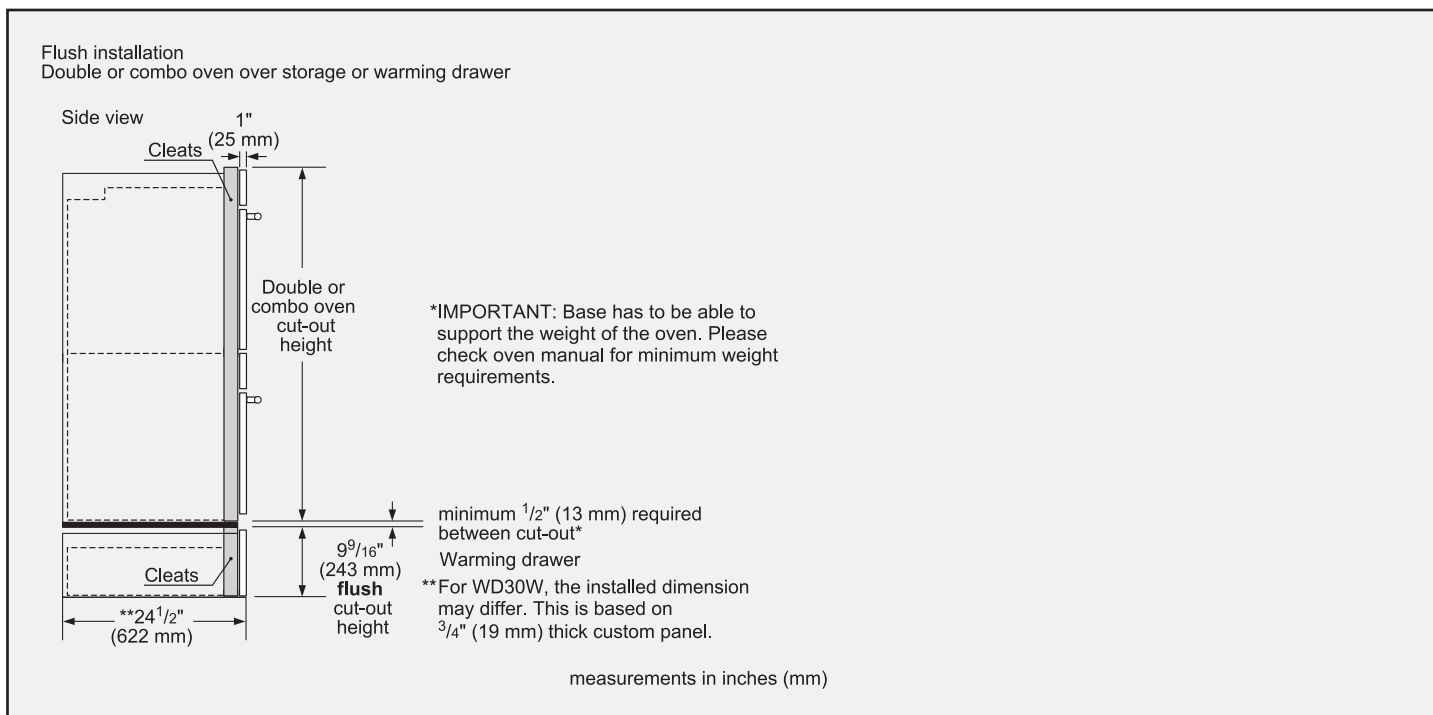 Flush installation
Double or combo oven over storage or warming drawer
Side view
1"
(25 mm)
Cleats
Double or
combo oven
cut-out
height
*IMPORTANT: Base has to be able to
support the weight of the oven. Please
check oven manual for minimum weight
requirements.
minimum 1/2" (13 mm) required
between cut-out*
9 9/16"
(243 mm)
flush
cut-out
height
Warming drawer
Cleats
**For WD30W, the installed dimension
may differ. This is based on
3/4" (19 mm) thick custom panel.
**24 1/2"
(622 mm)
measurements in inches (mm)